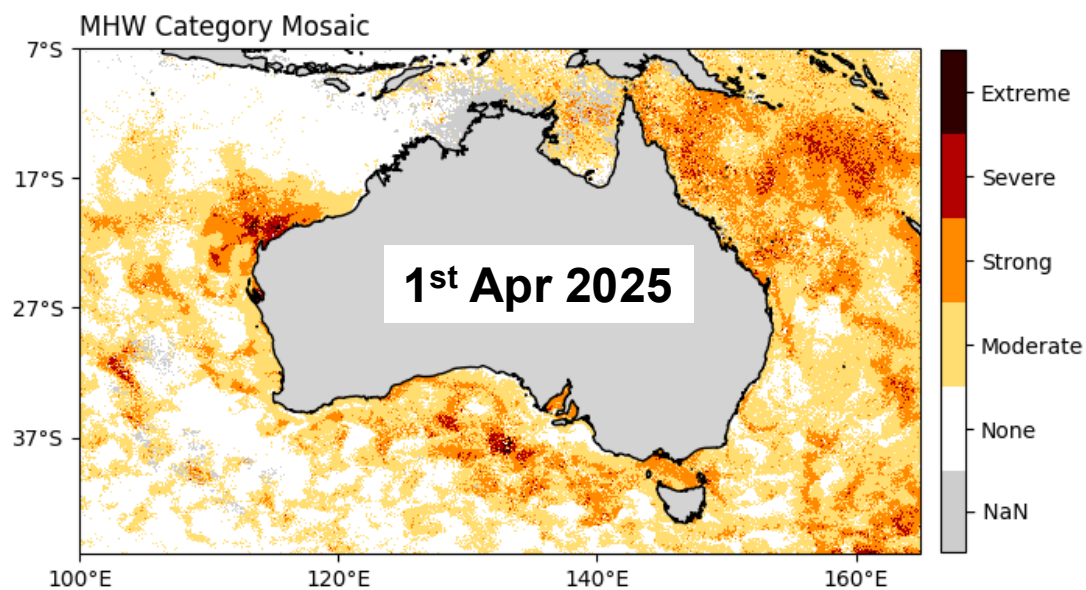 MHW Category Mosaic
7°S
17°S
27°S
37°S
100°E
120°E
140°E
160°E
1st Apr 2025
Extreme
Severe
Strong
Moderate
None
NaN